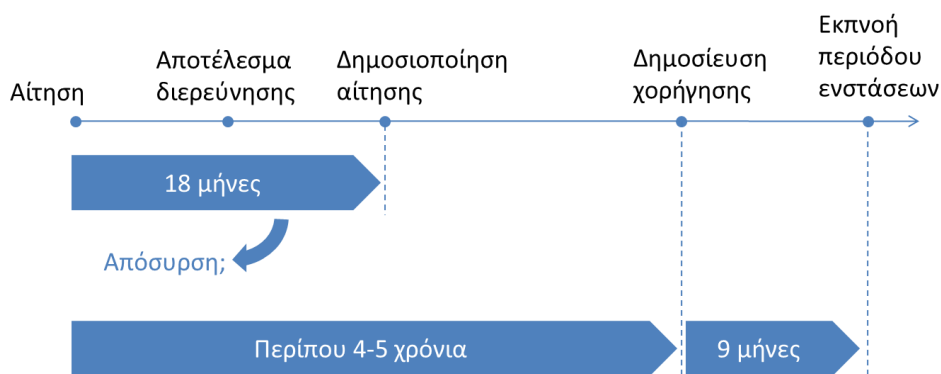 Αίτηση
Αποτέλεσμα
διερεύνησης
Δημοσιοποίηση
αίτησης
Δημοσίευση
χορήγησης
Εκπνοή
περιόδου
ενστάσεων
18 μήνες
Απόσυρση;
Περίπου 4-5 χρόνια
9 μήνες